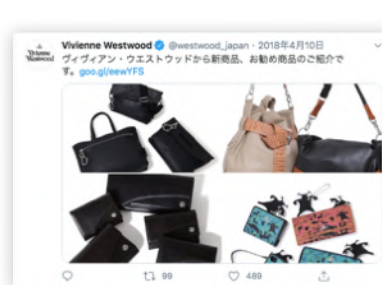 Vivienne Westwood @westwood_japan · 2018年4月10日
Vivienne
Westwood
ヴィヴィアン・ウエストウッドから新商品、お勧め商品のご紹介で
す。goo.gl/eewYFS
99
489